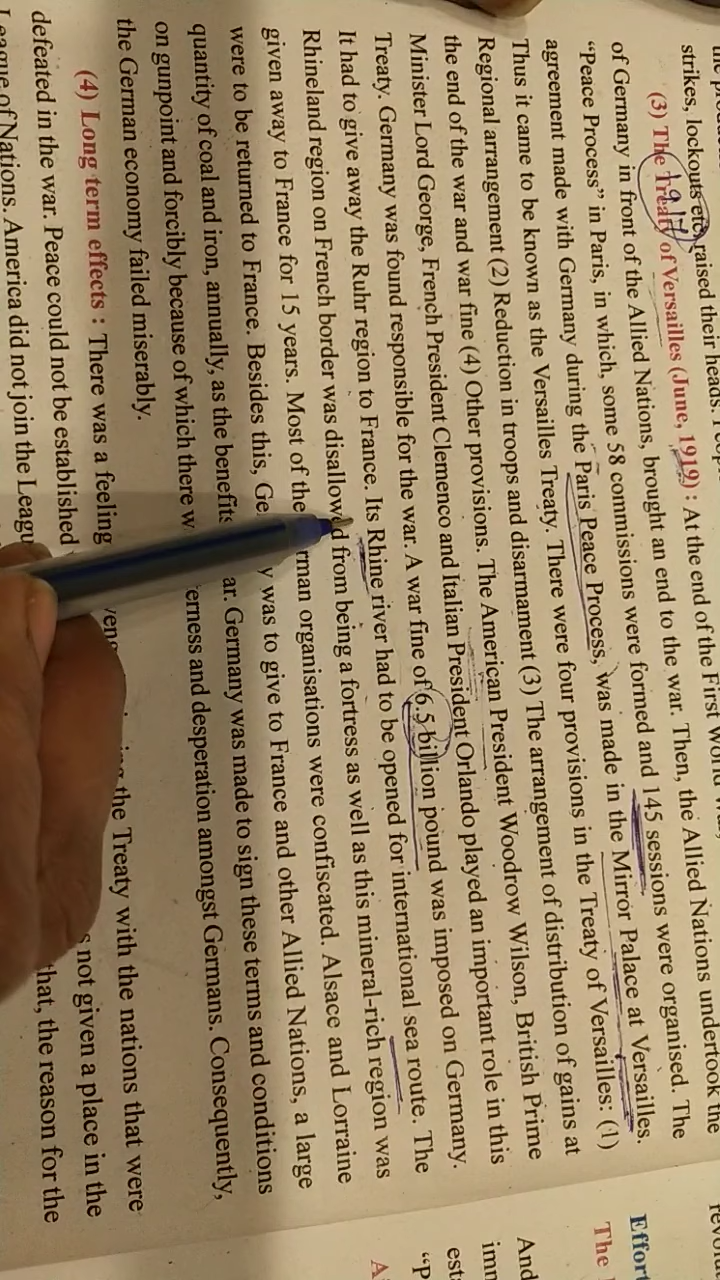 strikes, lockouts etc. raised their heads.
(3) The Treaty of Versailles (June, 1919) : At the end of the First World War,
of Germany in front of the Allied Nations, brought an end to the war. Then, the Allied Nations undertook the
"Peace Process" in Paris, in which, some 58 commissions were formed and 145 sessions were organised. The
agreement made with Germany during the Paris Peace Process, was made in the Mirror Palace at Versailles.
Thus it came to be known as the Versailles Treaty. There were four provisions in the Treaty of Versailles: (1)
Regional arrangement (2) Reduction in troops and disarmament (3) The arrangement of distribution of gains at
the end of the war and war fine (4) Other provisions. The American President Woodrow Wilson, British Prime
Minister Lord George, French President Clemenco and Italian President Orlando played an important role in this
Treaty. Germany was found responsible for the war. A war fine of 6.5 billion pound was imposed on Germany.
It had to give away the Ruhr region to France. Its Rhine river had to be opened for international sea route. The
Rhineland region on French border was disallowed from being a fortress as well as this mineral-rich region was
given away to France for 15 years. Most of the rman organisations were confiscated. Alsace and Lorraine
were to be returned to France. Besides this, Ge y was to give to France and other Allied Nations, a large
quantity of coal and iron, annually, as the benefits ar. Germany was made to sign these terms and conditions
on gunpoint and forcibly because of which there w erness and desperation amongst Germans. Consequently,
the German economy failed miserably.
(4) Long term effects : There was a feeling the Treaty with the nations that were
defeated in the war. Peace could not be established s not given a place in the
League of Nations. America did not join the Leagu that, the reason for the
Effor
The
And
imr
est
"P
A